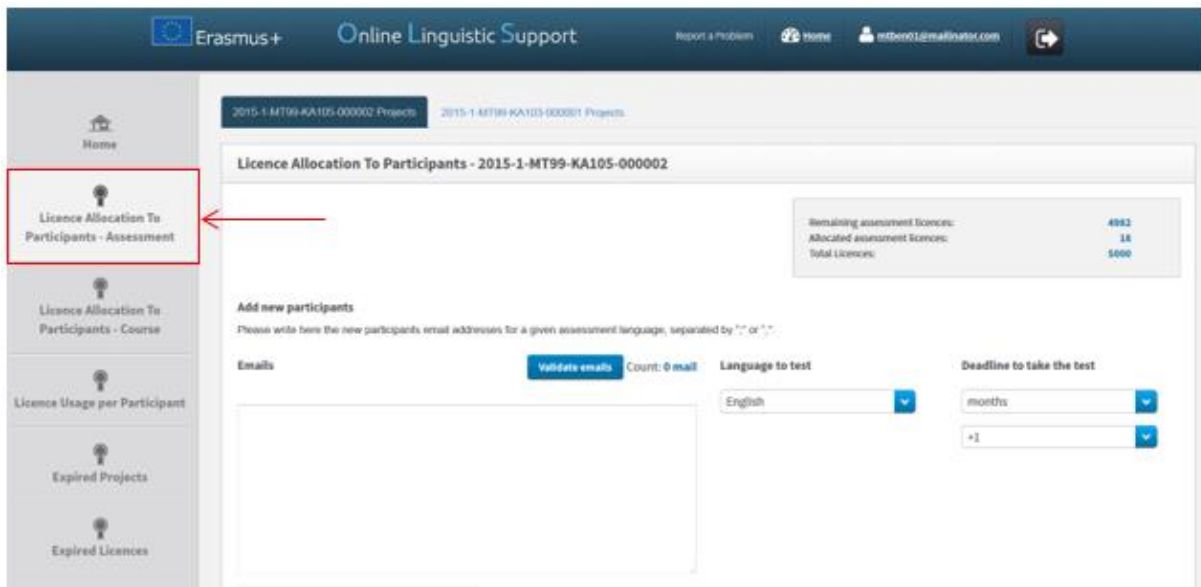 Erasmus+
Online Linguistic Support
Report a Problem
Home
mtben01@mailinator.com
Home
Licence Allocation To
Participants - Assessment
Licence Allocation To
Participants - Course
Licence Usage per Participant
Expired Projects
Expired Licences
2015-1-MT99-KA105-000002 Projects
2015-1-MT99-KA103-000001 Projects
Licence Allocation To Participants - 2015-1-MT99-KA105-000002
Remaining assessment licences: 4982
Allocated assessment licences: 18
Total Licences: 5000
Add new participants
Please write here the new participants email addresses for a given assessment language, separated by ";" or ",".
Emails
Validate emails
Count: 0 mail
Language to test
English
Deadline to take the test
months
+1